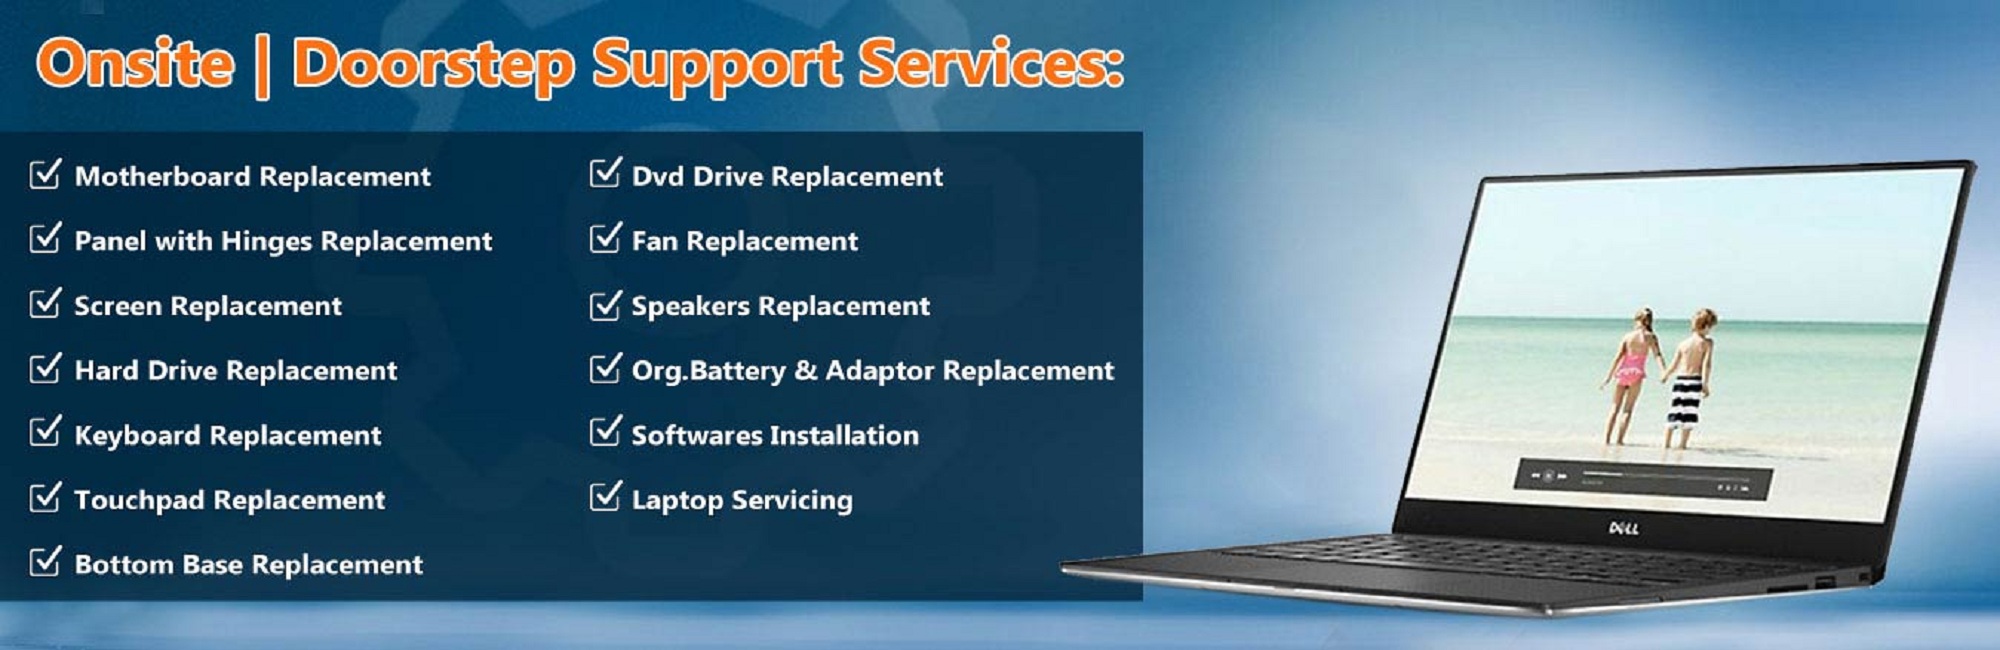 Onsite | Doorstep Support Services:
Motherboard Replacement
Panel with Hinges Replacement
Screen Replacement
Hard Drive Replacement
Keyboard Replacement
Touchpad Replacement
Bottom Base Replacement
Dvd Drive Replacement
Fan Replacement
Speakers Replacement
Org.Battery & Adaptor Replacement
Softwares Installation
Laptop Servicing
DELL